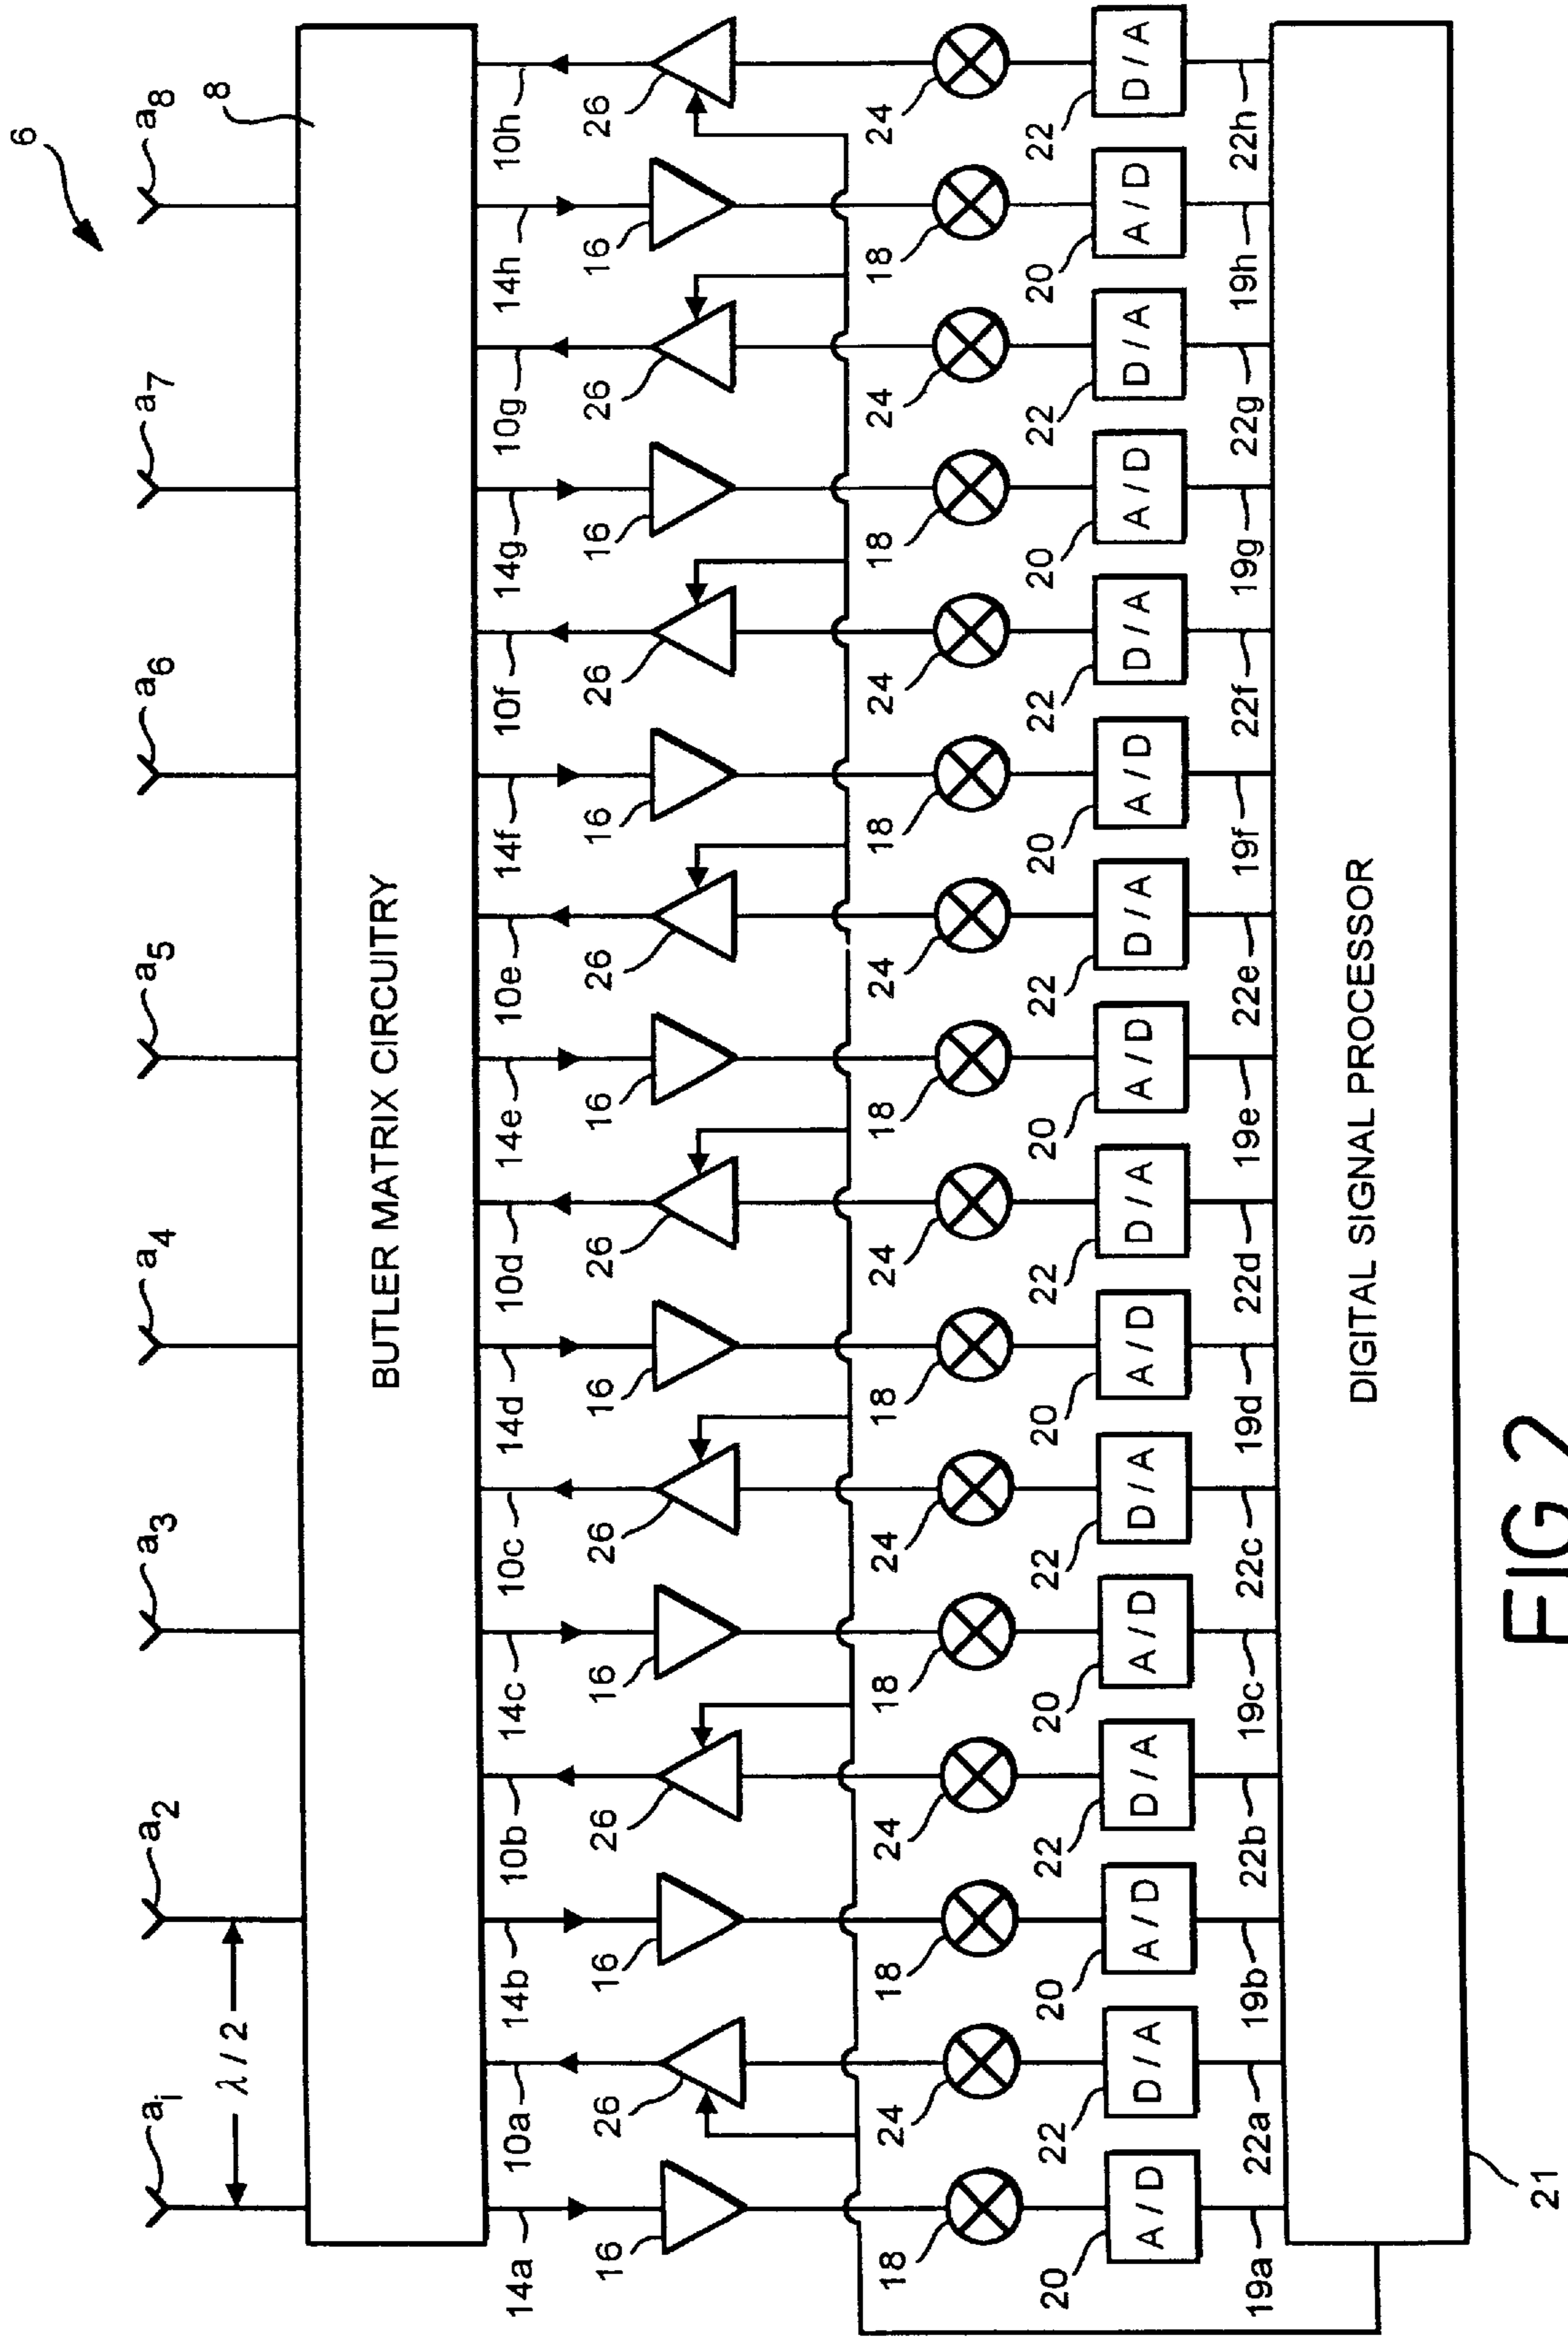 6
a₁ a₂ a₃ a₄ a₅ a₆ a₇ a₈
λ / 2
8
BUTLER MATRIX CIRCUITRY
14a 10a 14b 10b 14c 10c 14d 10d 14e 10e 14f 10f 14g 10g 14h 10h
16 26 16 26 16 26 16 26 16 26 16 26 16 26 16 26
18 24 18 24 18 24 18 24 18 24 18 24 18 24 18 24
20 22 20 22 20 22 20 22 20 22 20 22 20 22 20 22
A / D D / A A / D D / A A / D D / A A / D D / A A / D D / A A / D D / A A / D D / A A / D D / A
19a 22a 19b 22b 19c 22c 19d 22d 19e 22e 19f 22f 19g 22g 19h 22h
DIGITAL SIGNAL PROCESSOR
21
FIG 2